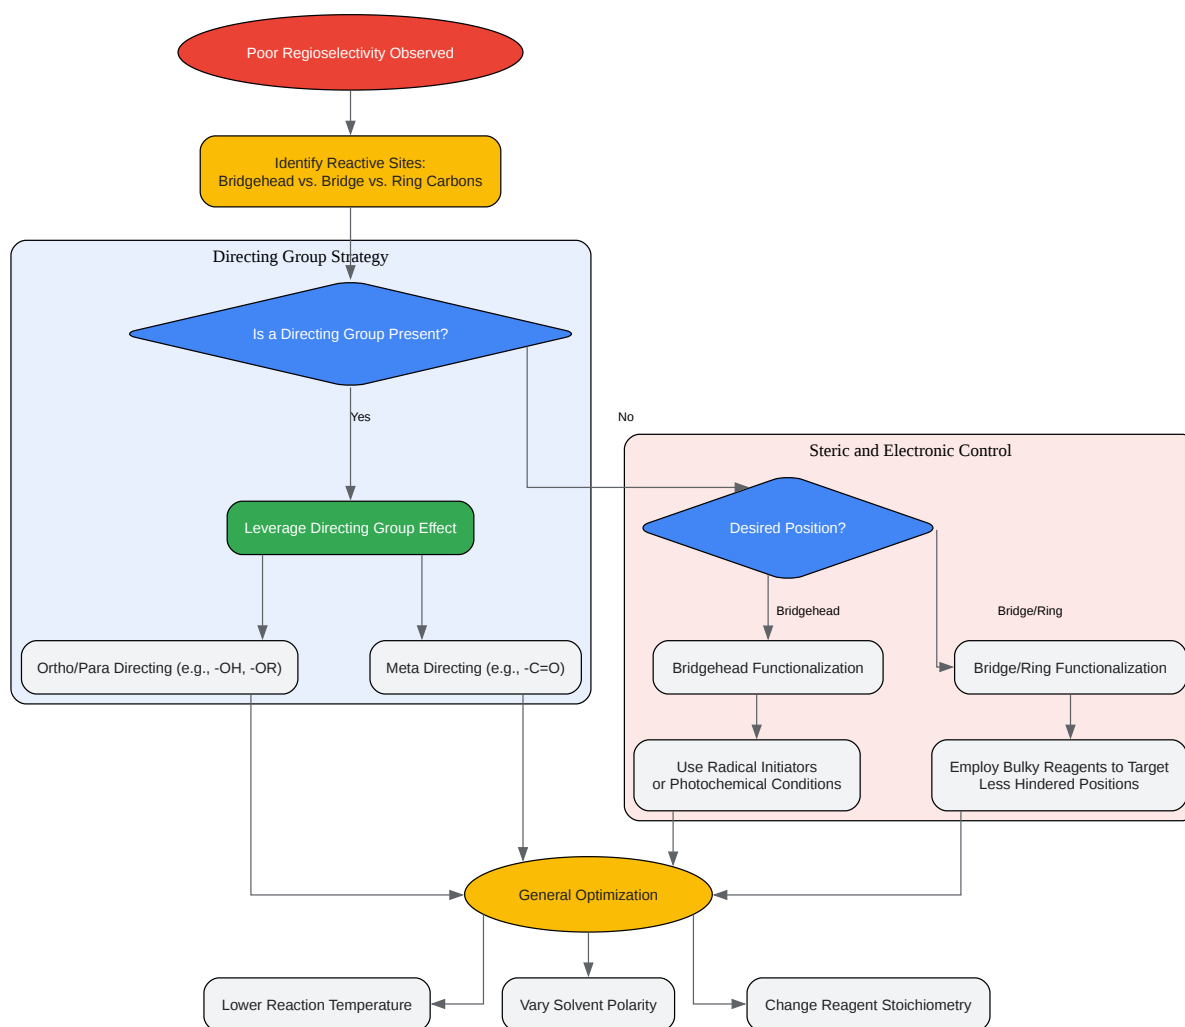 Poor Regioselectivity Observed
Identify Reactive Sites:
Bridgehead vs. Bridge vs. Ring Carbons
Directing Group Strategy
Is a Directing Group Present?
Yes
No
Steric and Electronic Control
Leverage Directing Group Effect
Desired Position?
Bridgehead
Bridge/Ring
Ortho/Para Directing (e.g., -OH, -OR)
Meta Directing (e.g., -C=O)
Bridgehead Functionalization
Bridge/Ring Functionalization
Use Radical Initiators
or Photochemical Conditions
Employ Bulky Reagents to Target
Less Hindered Positions
General Optimization
Lower Reaction Temperature
Vary Solvent Polarity
Change Reagent Stoichiometry